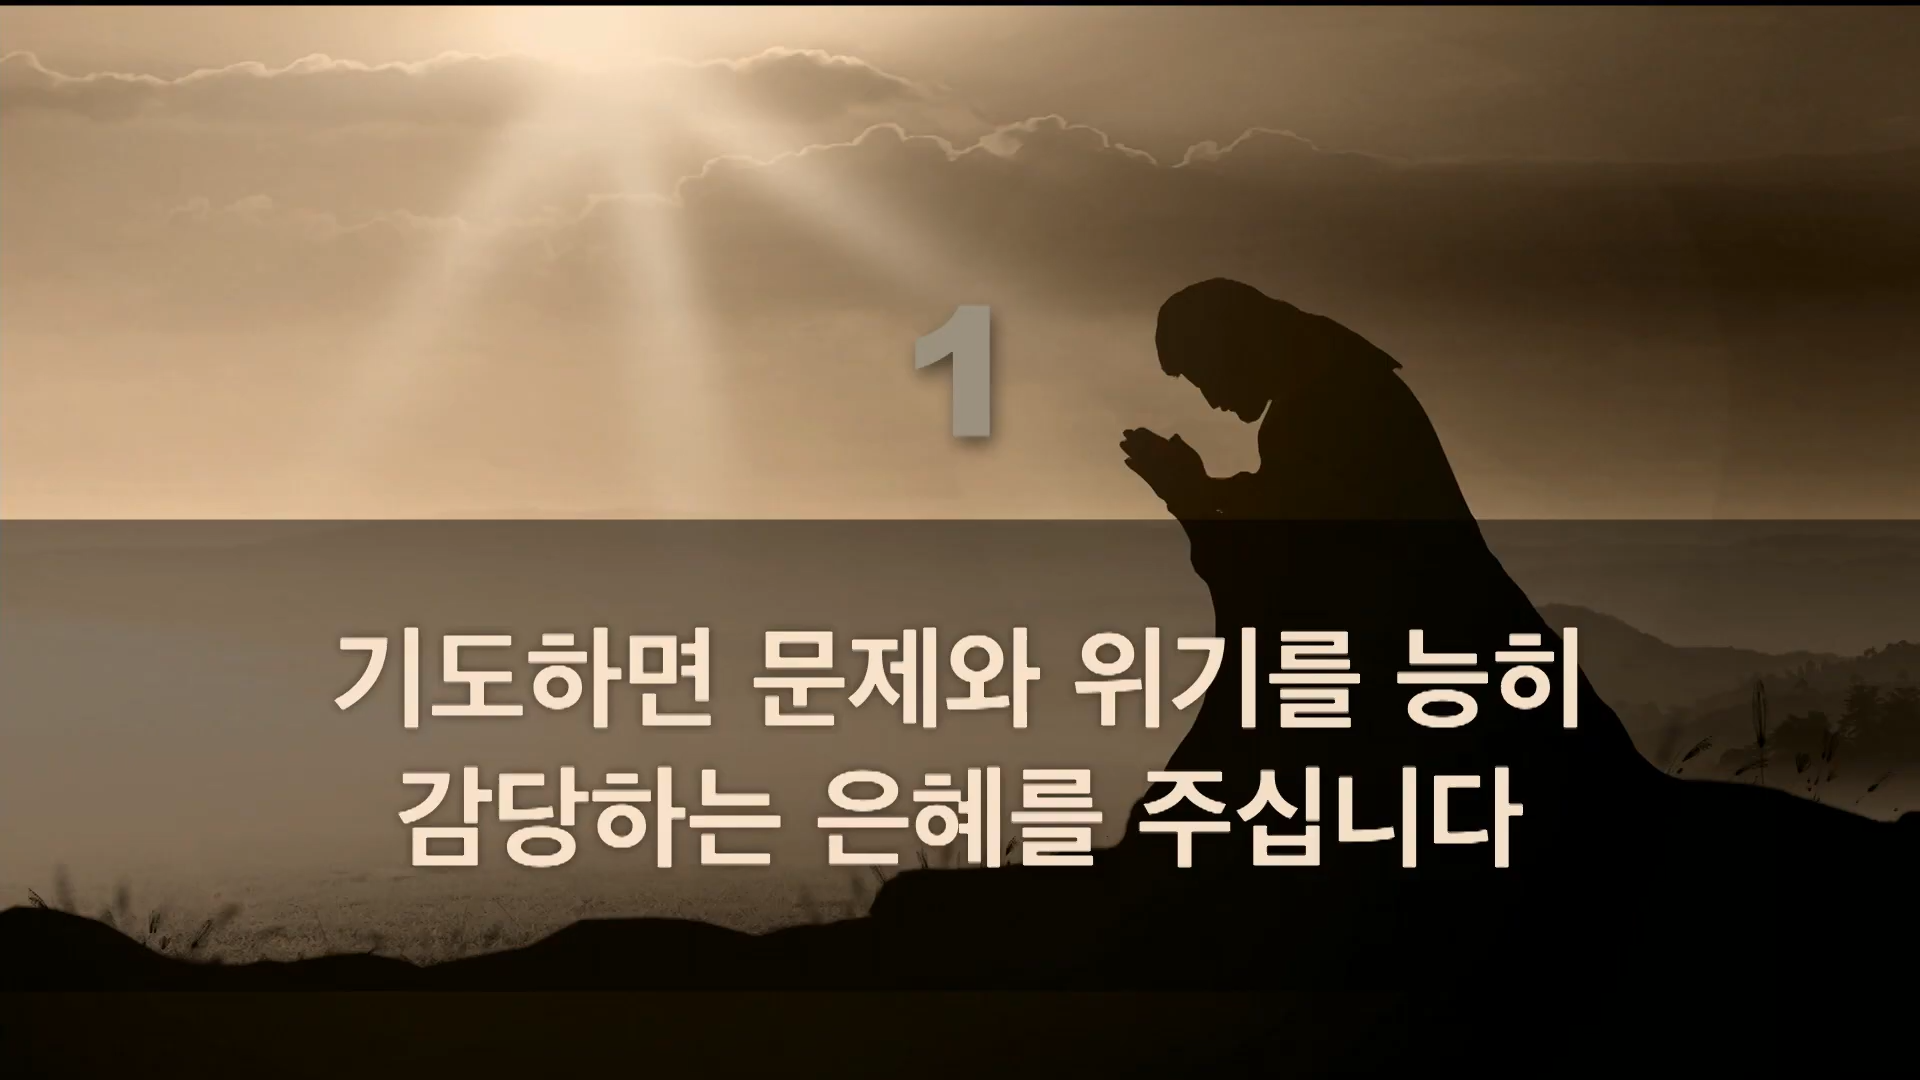 1
기도하면 문제와 위기를 능히
감당하는 은혜를 주십니다